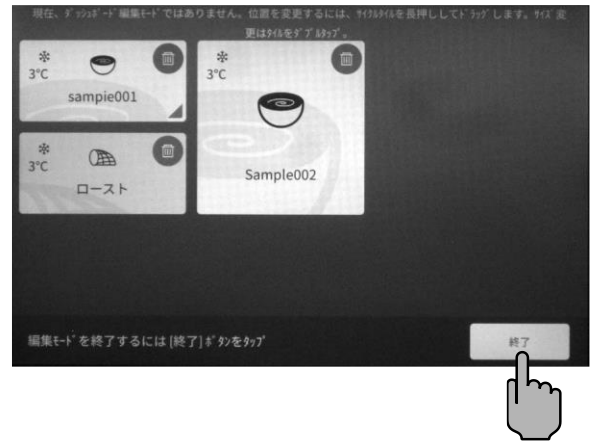 現在、ﾀﾞｯｼｭﾎﾞｰﾄﾞ編集ﾓｰﾄﾞではありません。位置を変更するには、ｻｲｸﾙﾀｲﾙを長押ししてﾄﾞﾗｯｸﾞします。ｻｲｽﾞ変
更はﾀｲﾙをﾀﾞﾌﾞﾙﾀｯﾌﾟ。
3°C
sampie001
3°C
Sample002
3°C
ロースト
編集ﾓｰﾄﾞを終了するには [終了]ﾎﾞﾀﾝをﾀｯﾌﾟ
終了